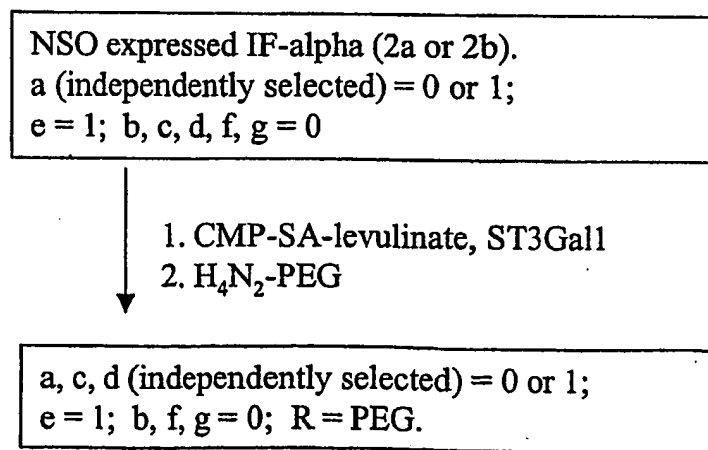 NSO expressed IF-alpha (2a or 2b).
a (independently selected) = 0 or 1;
e = 1; b, c, d, f, g = 0
1. CMP-SA-levulinate, ST3Gal1
2. H₄N₂-PEG
a, c, d (independently selected) = 0 or 1;
e = 1; b, f, g = 0; R = PEG.